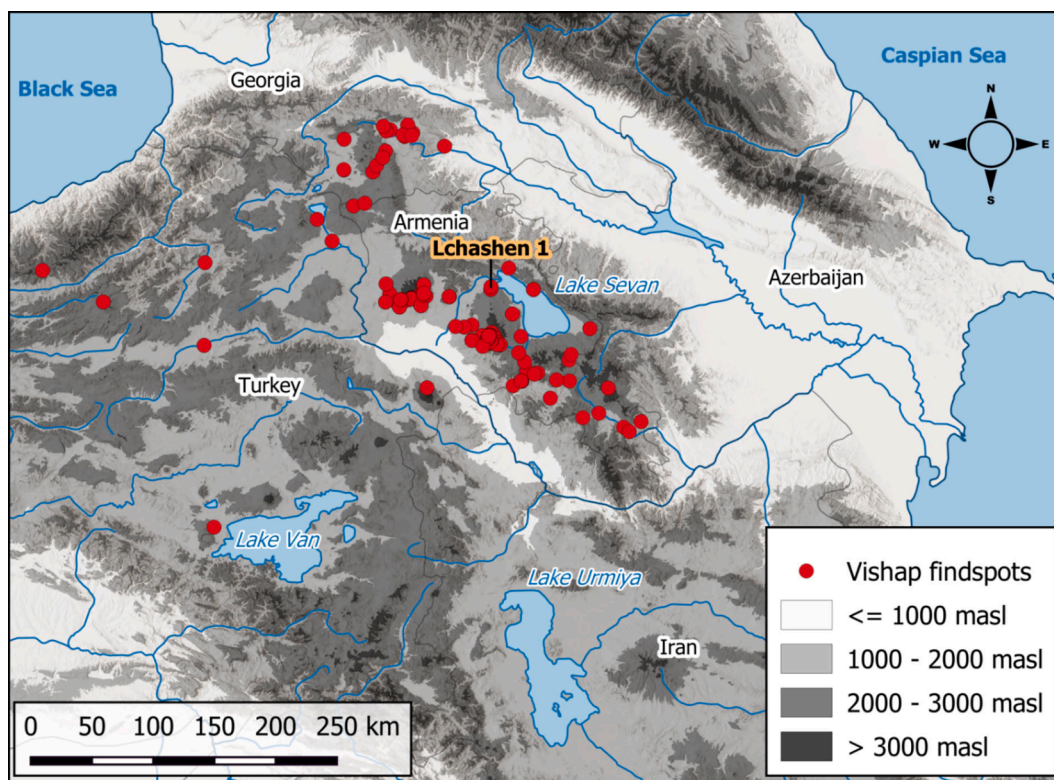 Black Sea
Georgia
Caspian Sea
N
W
E
S
Armenia
Lchashen 1
Lake Sevan
Azerbaijan
Turkey
Lake Van
Lake Urmiya
Iran
Vishap findspots
<= 1000 masl
1000 - 2000 masl
2000 - 3000 masl
> 3000 masl
0 50 100 150 200 250 km